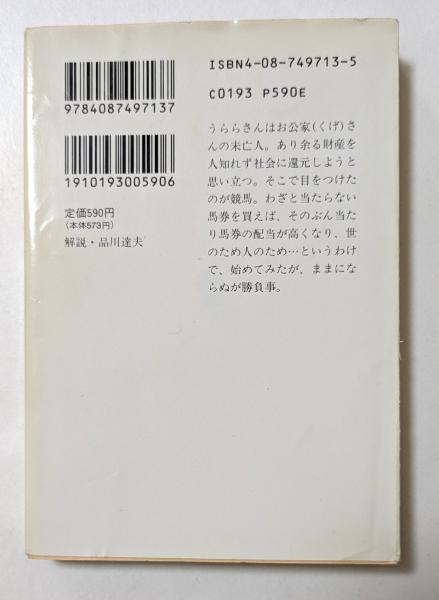 ISBN4-08-749713-5
C0193 P590E
9784087497137
1910193005906
定価590円
（本体573円）
解説・品川達夫
うららさんはお公家(くげ)さ
んの未亡人。あり余る財産を
人知れず社会に還元しようと
思い立つ。そこで目をつけた
のが競馬。わざと当たらない
馬券を買えば、そのぶん当た
り馬券の配当が高くなり、世
のため人のため…というわけ
で、始めてみたが、ままにな
らぬが勝負事。